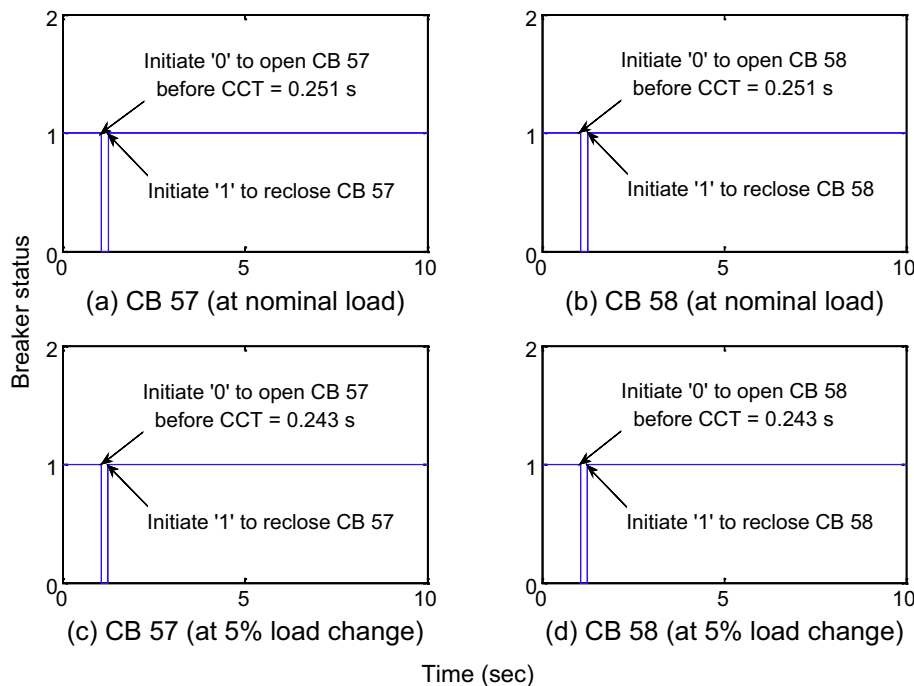 2
Initiate '0' to open CB 57
before CCT = 0.251 s
1
Initiate '1' to reclose CB 57
0
0
5
10
(a) CB 57 (at nominal load)
2
Initiate '0' to open CB 58
before CCT = 0.251 s
1
Initiate '1' to reclose CB 58
0
0
5
10
(b) CB 58 (at nominal load)
Breaker status
2
Initiate '0' to open CB 57
before CCT = 0.243 s
1
Initiate '1' to reclose CB 57
0
0
5
10
(c) CB 57 (at 5% load change)
2
Initiate '0' to open CB 58
before CCT = 0.243 s
1
Initiate '1' to reclose CB 58
0
0
5
10
(d) CB 58 (at 5% load change)
Time (sec)